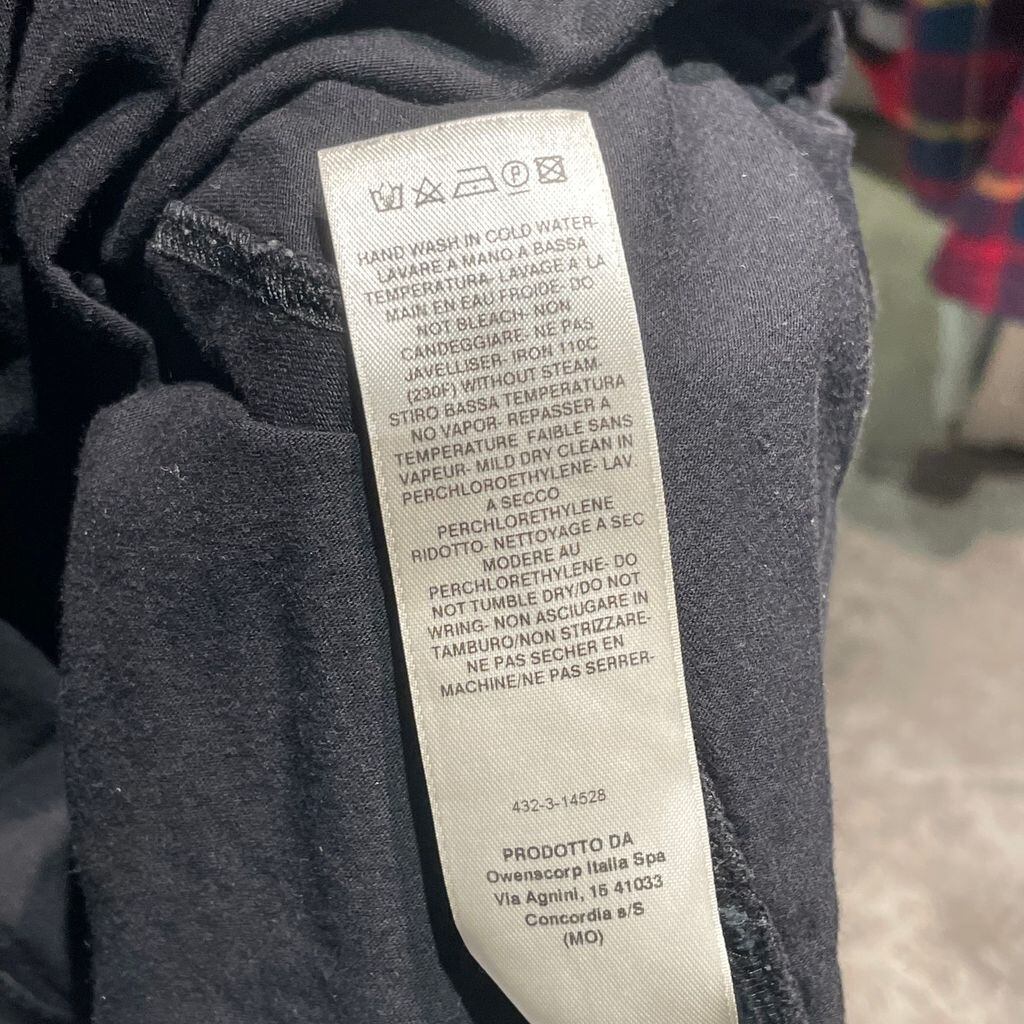 P
HAND WASH IN COLD WATER-
LAVARE A MANO A BASSA
TEMPERATURA- LAVAGE A LA
MAIN EN EAU FROIDE. DO
NOT BLEACH- NON
CANDEGGIARE- NE PAS
JAVELLISER- IRON 110C
(230F) WITHOUT STEAM-
STIRO BASSA TEMPERATURA
NO VAPOR- REPASSER A
TEMPERATURE FAIBLE SANS
VAPEUR- MILD DRY CLEAN IN
PERCHLOROETHYLENE- LAV.
A SECCO
PERCHLORETHYLENE
RIDOTTO- NETTOYAGE A SEC
MODERE AU
PERCHLORETHYLENE- DO
NOT TUMBLE DRY/DO NOT
WRING- NON ASCIUGARE IN
TAMBURO/NON STRIZZARE-
NE PAS SECHER EN
MACHINE/NE PAS SERRER-
432-3-14528
PRODOTTO DA
Owenscorp Italia Spa
Via Agnini, 16 41033
Concordia s/S
(MO)